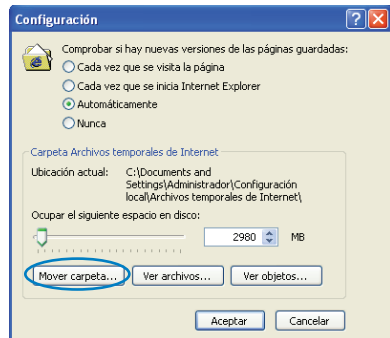 Configuración
Comprobar si hay nuevas versiones de las páginas guardadas:
Cada vez que se visita la página
Cada vez que se inicia Internet Explorer
Automáticamente
Nunca
Carpeta Archivos temporales de Internet
Ubicación actual: C:\Documents and
Settings\Administrador\Configuración
local\Archivos temporales de Internet\
Ocupar el siguiente espacio en disco:
2980 MB
Mover carpeta... Ver archivos... Ver objetos...
Aceptar Cancelar